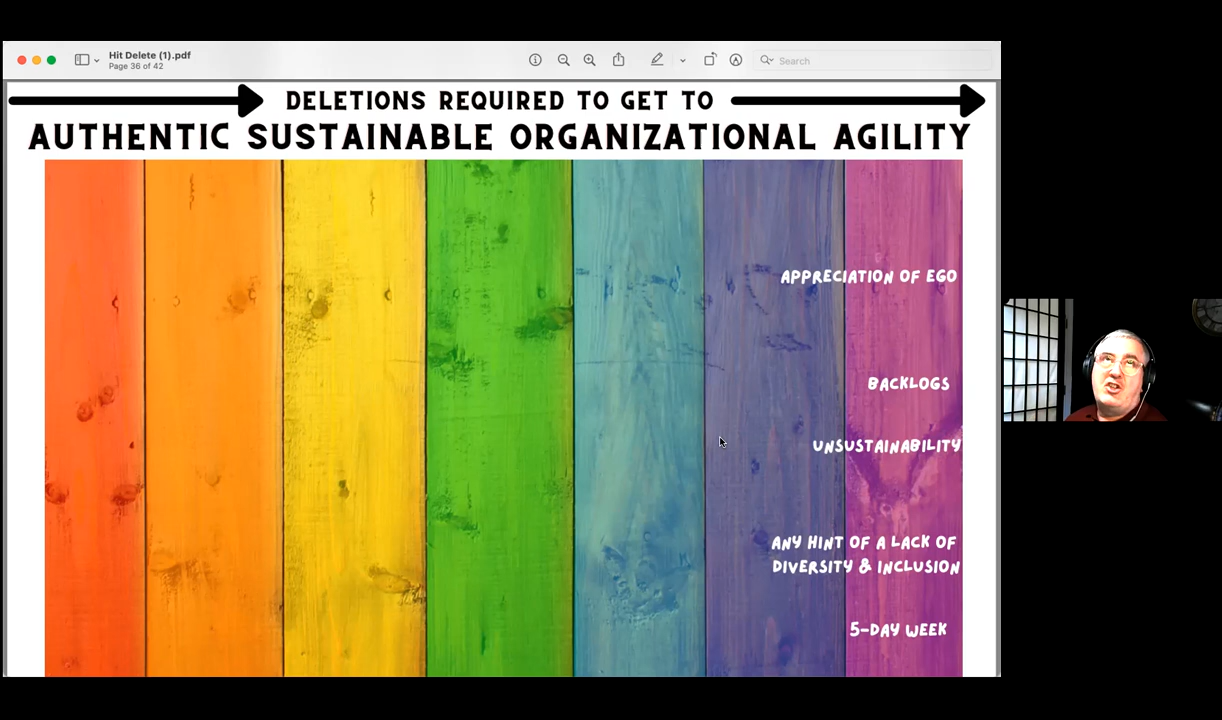 Hit Delete (1).pdf
Page 36 of 42
Search
DELETIONS REQUIRED TO GET TO
AUTHENTIC SUSTAINABLE ORGANIZATIONAL AGILITY
APPRECIATION OF EGO
BACKLOGS
UNSUSTAINABILITY
ANY HINT OF A LACK OF
DIVERSITY & INCLUSION
5-DAY WEEK